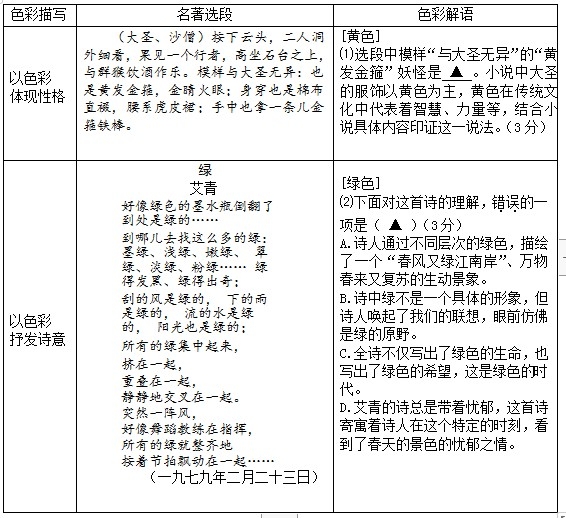 色彩描写
名著选段
色彩解语
以色彩
体现性格
(大圣、沙僧)按下云头，二人洞
外细看，果见一个行者，高坐石台之上，
与群猴饮酒作乐。模样与大圣无异：也
是黄发金箍，金睛火眼；身穿也是棉布
直裰，腰系虎皮裙；手中也拿一条儿金
箍铁棒。
[黄色]
⑴选段中模样“与大圣无异”的“黄
发金箍”妖怪是 ▲ 。小说中大圣
的服饰以黄色为主，黄色在传统文
化中代表着智慧、力量等，结合小
说具体内容印证这一说法。(3分)
以色彩
抒发诗意
绿
艾青
好像绿色的墨水瓶倒翻了
到处是绿的……
到哪儿去找这么多的绿：
墨绿、浅绿、嫩绿、 翠
绿、淡绿、粉绿…… 绿
得发黑、绿得出奇；
刮的风是绿的， 下的雨
是绿的， 流的水是绿
的， 阳光也是绿的；
所有的绿集中起来，
挤在一起，
重叠在一起，
静静地交叉在一起。
突然一阵风，
好像舞蹈教练在指挥，
所有的绿就整齐地
按着节拍飘动在一起……
(一九七九年二月二十三日)
[绿色]
⑵下面对这首诗的理解，错误的一
项是（ ▲ ）(3分)
A.诗人通过不同层次的绿色，描绘
了一个“春风又绿江南岸”、万物
春来又复苏的生动景象。
B.诗中绿不是一个具体的形象，但
诗人唤起了我们的联想，眼前仿佛
是绿的原野。
C.全诗不仅写出了绿色的生命，也
写出了绿色的希望，这是绿色的时
代。
D.艾青的诗总是带着忧郁，这首诗
寄寓着诗人在这个特定的时刻，看
到了春天的景色的忧郁之情。